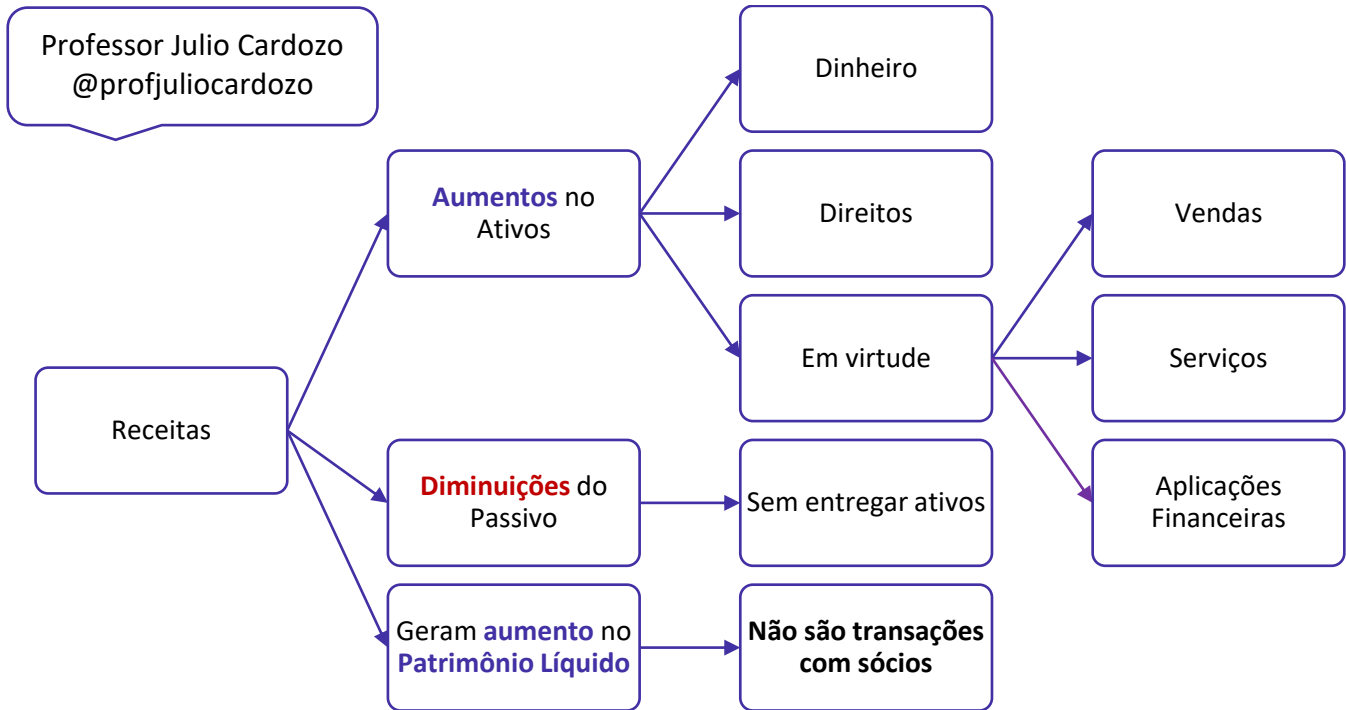 Professor Julio Cardozo
@profjuliocardozo
Dinheiro
Aumentos no
Ativos
Direitos
Vendas
Em virtude
Serviços
Receitas
Diminuições do
Passivo
Sem entregar ativos
Aplicações
Financeiras
Geram aumento no
Patrimônio Líquido
Não são transações
com sócios